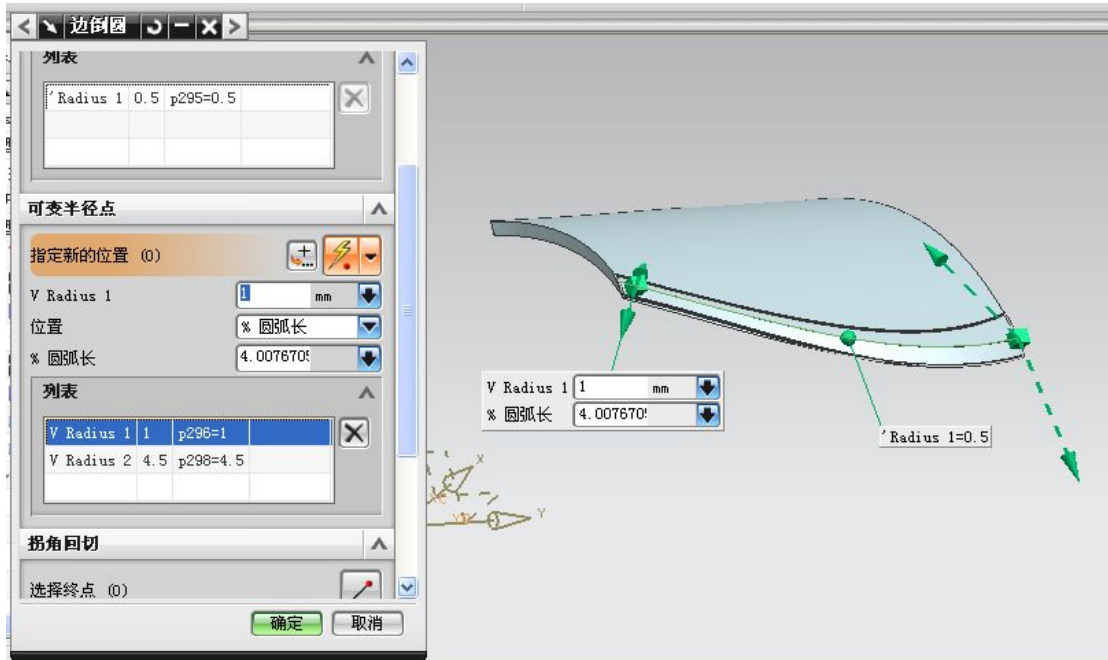 边倒圆
列表
' Radius 1 0.5 p295=0.5
可变半径点
指定新的位置 (0)
V Radius 1 1 mm
位置 % 圆弧长
% 圆弧长 4.007670
列表
V Radius 1 1 p296=1
V Radius 2 4.5 p298=4.5
拐角回切
选择终点 (0)
确定 取消
V Radius 1 1 mm
% 圆弧长 4.007670
' Radius 1=0.5
X
Y